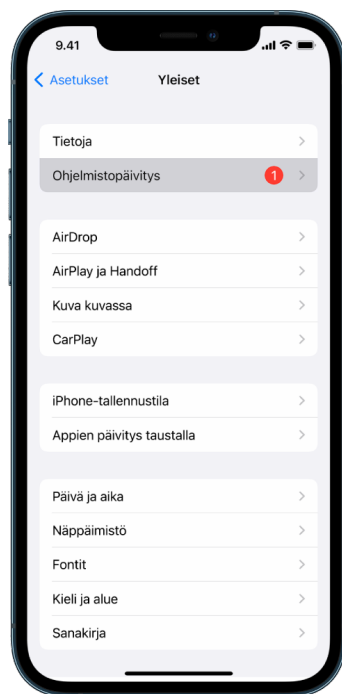 9.41
Asetukset Yleiset
Tietoja
Ohjelmistopäivitys 1
AirDrop
AirPlay ja Handoff
Kuva kuvassa
CarPlay
iPhone-tallennustila
Appien päivitys taustalla
Päivä ja aika
Näppäimistö
Fontit
Kieli ja alue
Sanakirja